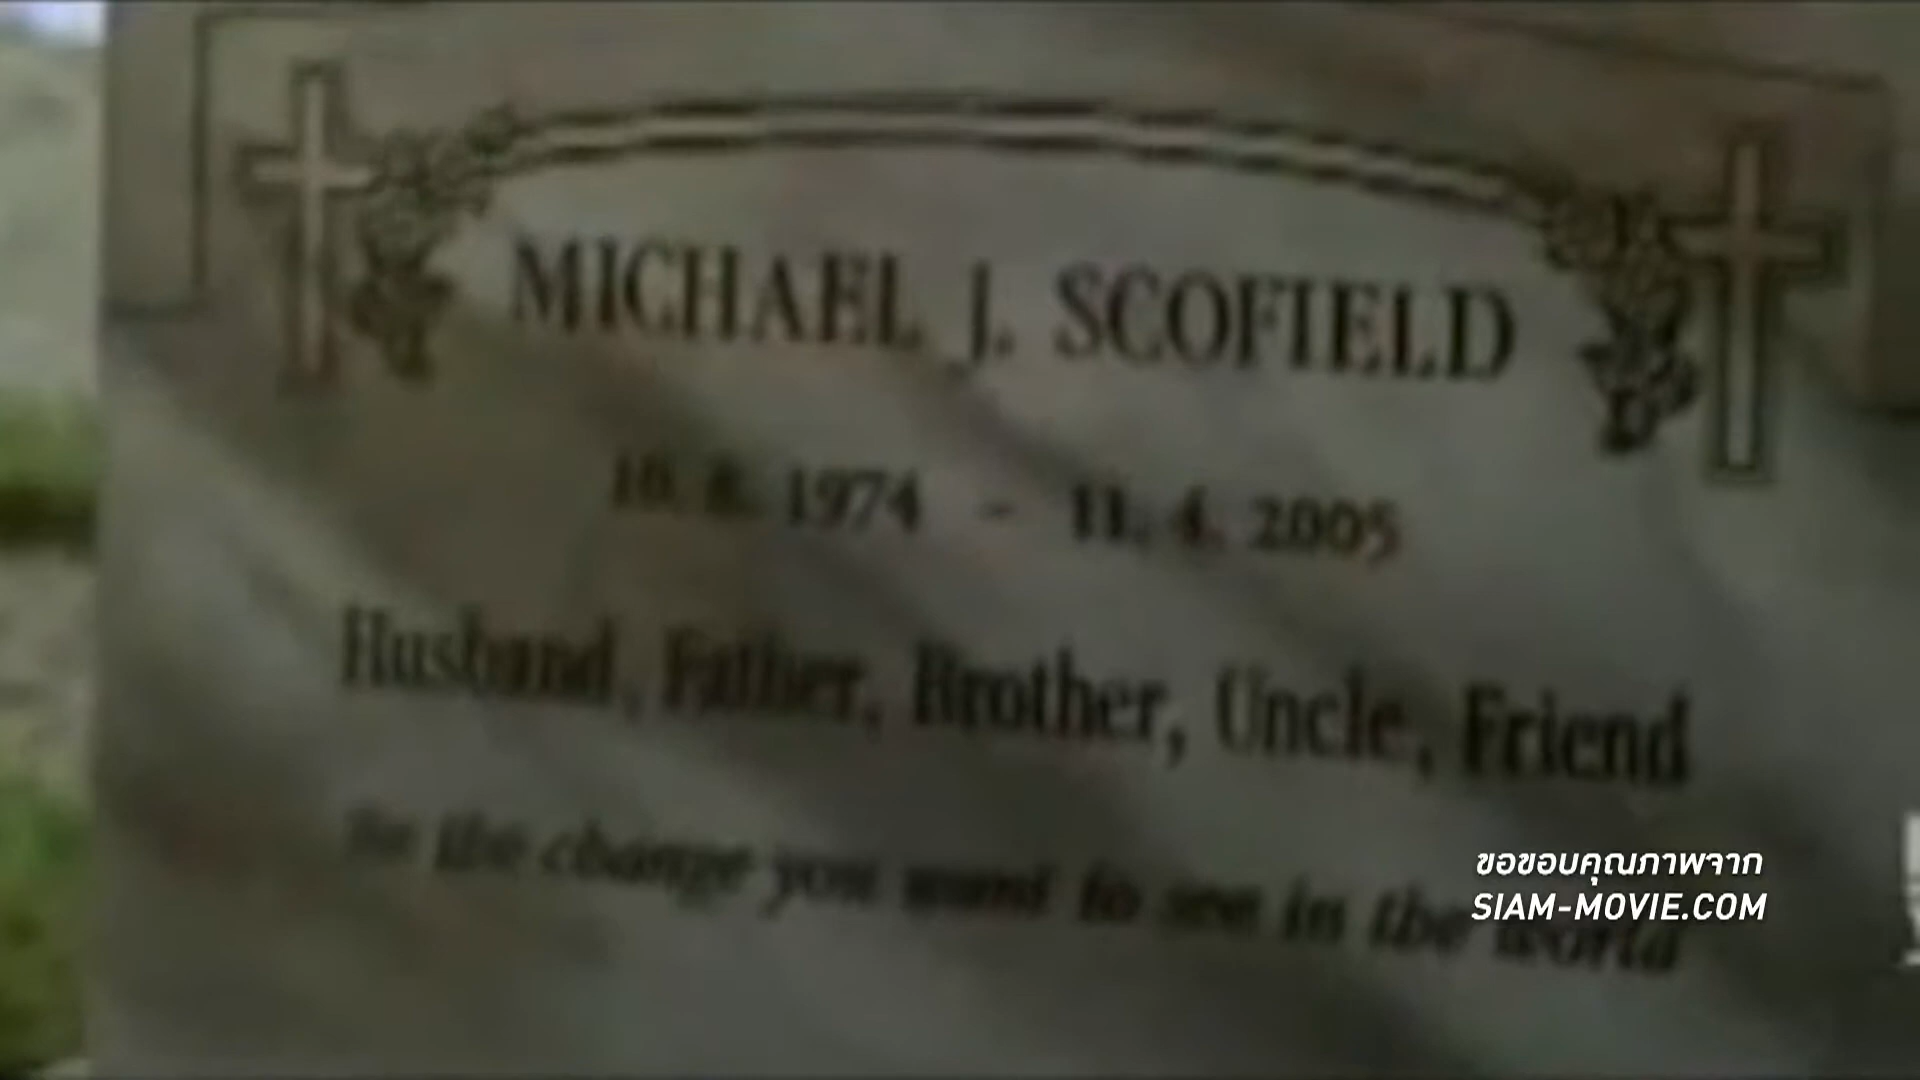 MICHAEL J. SCOFIELD
10. 8. 1974 - 11. 4. 2005
Husband, Father, Brother, Uncle, Friend
be the change you want to see in the world
ขอขอบคุณภาพจาก
SIAM-MOVIE.COM